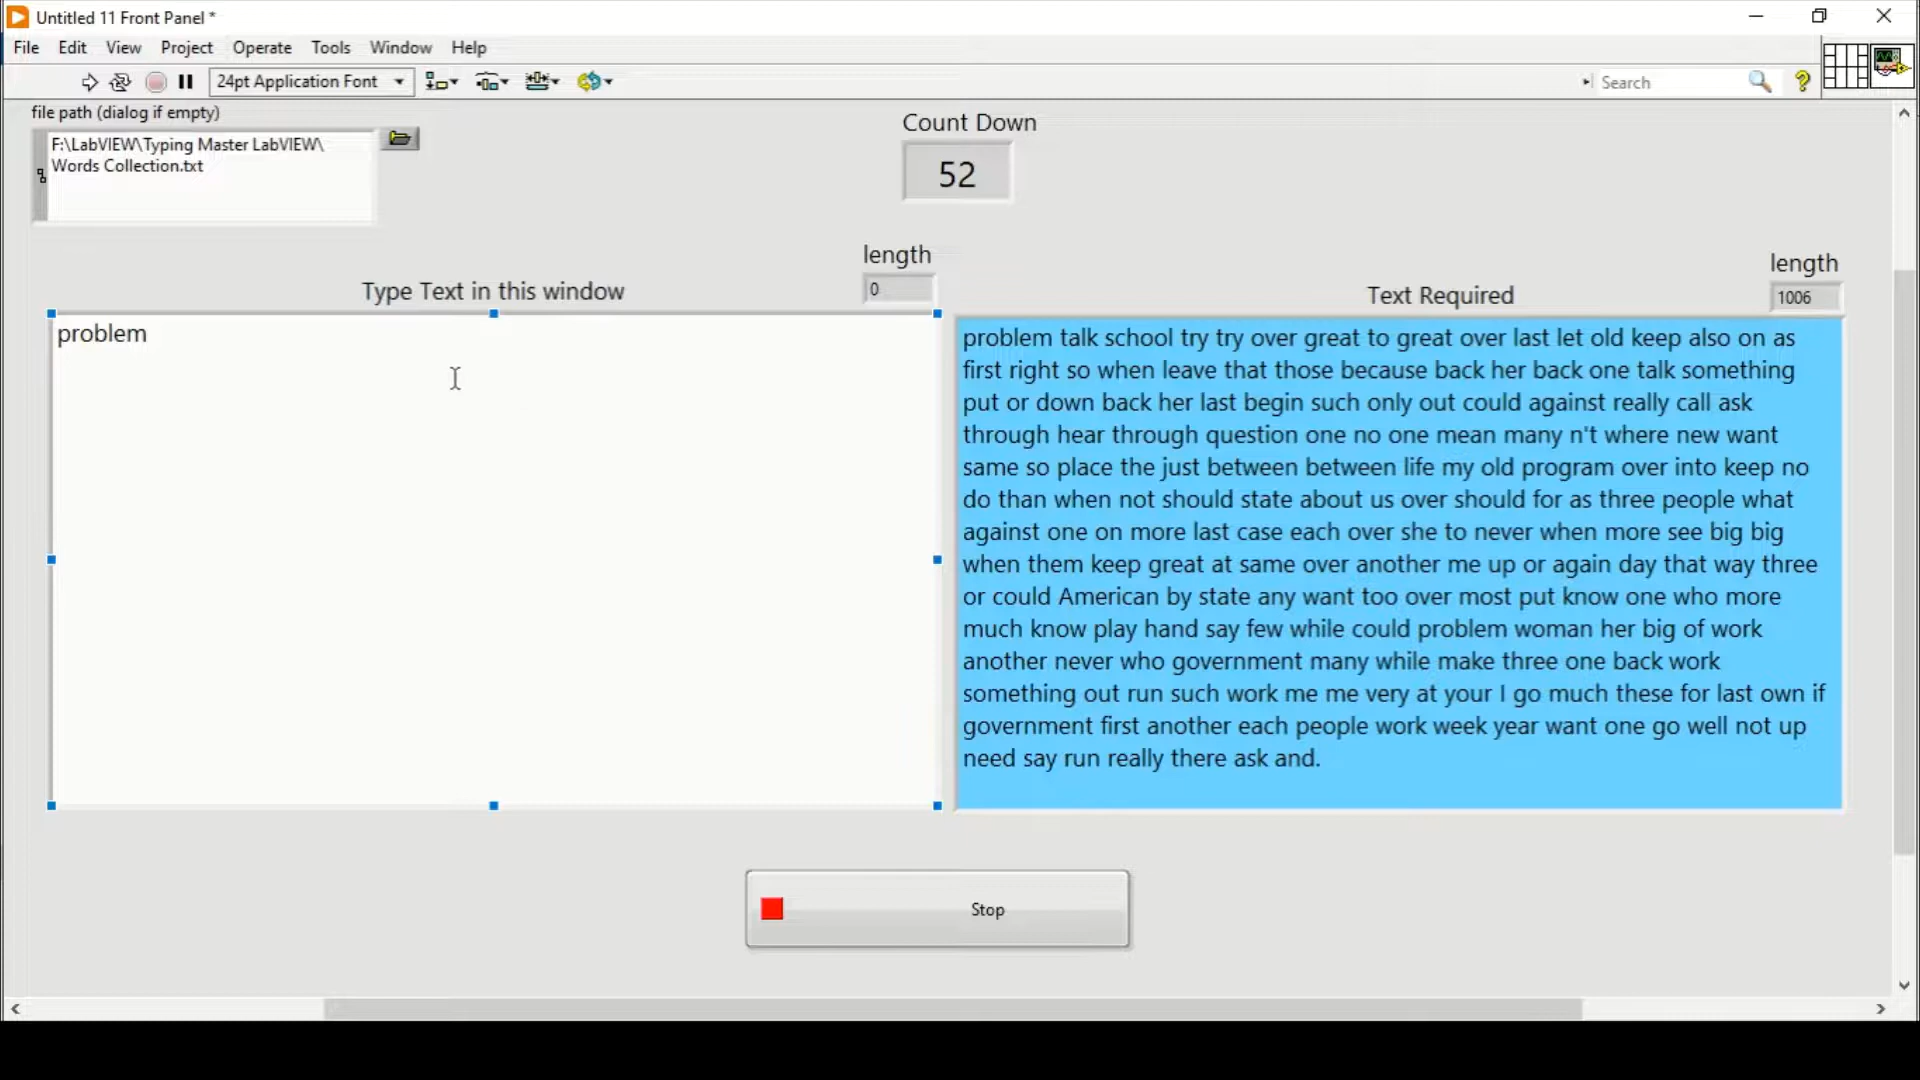 Untitled 11 Front Panel *
File Edit View Project Operate Tools Window Help
24pt Application Font
Search
?
file path (dialog if empty)
F:\LabVIEW\Typing Master LabVIEW\
Words Collection.txt
Count Down
52
length
0
length
1006
Type Text in this window
Text Required
problem
problem talk school try try over great to great over last let old keep also on as
first right so when leave that those because back her back one talk something
put or down back her last begin such only out could against really call ask
through hear through question one no one mean many n't where new want
same so place the just between between life my old program over into keep no
do than when not should state about us over should for as three people what
against one on more last case each over she to never when more see big big
when them keep great at same over another me up or again day that way three
or could American by state any want too over most put know one who more
much know play hand say few while could problem woman her big of work
another never who government many while make three one back work
something out run such work me me very at your I go much these for last own if
government first another each people work week year want one go well not up
need say run really there ask and.
Stop